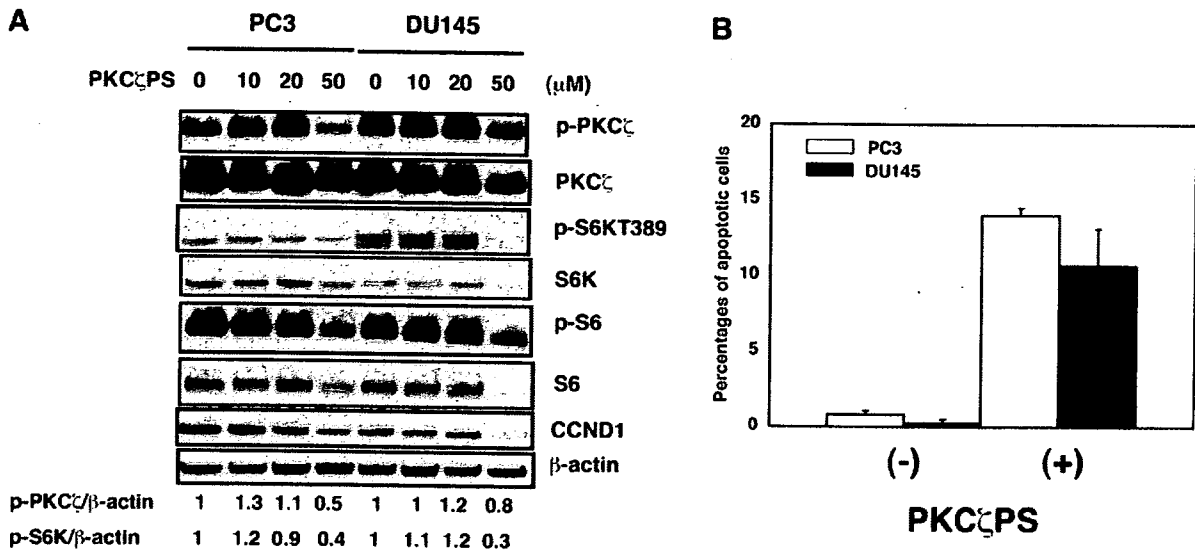 A
PC3 DU145
PKCζPS 0 10 20 50 0 10 20 50 (μM)
p-PKCζ
PKCζ
p-S6KT389
S6K
p-S6
S6
CCND1
β-actin
p-PKCζ/β-actin 1 1.3 1.1 0.5 1 1 1.2 0.8
p-S6K/β-actin 1 1.2 0.9 0.4 1 1.1 1.2 0.3
B
Percentages of apoptotic cells
20
15
10
5
0
PC3
DU145
(-) (+)
PKCζPS